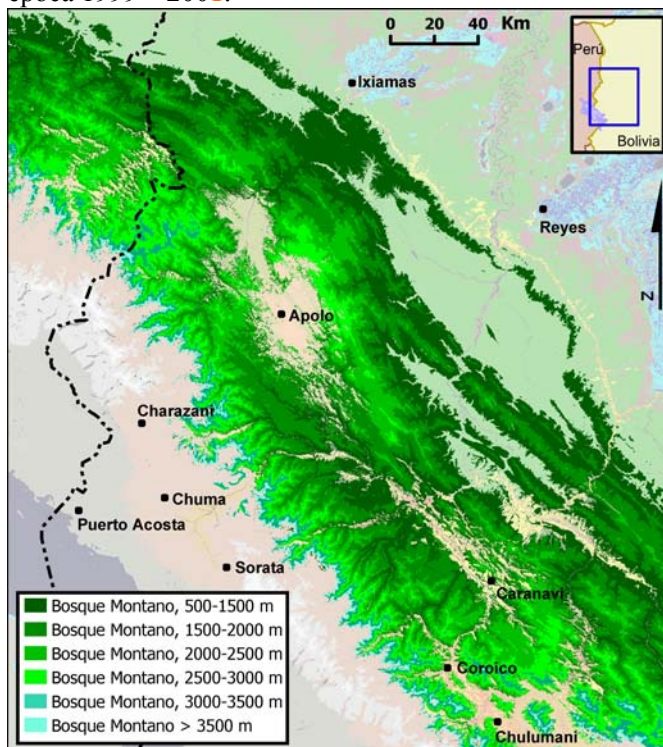 época 1999 – 2003.
0 20 40 Km
Perú
Bolivia
Ixiamas
Reyes
N
Apolo
Charazani
Chuma
Puerto Acosta
Sorata
Caranavi
Coroico
Chulumani
Bosque Montano, 500-1500 m
Bosque Montano, 1500-2000 m
Bosque Montano, 2000-2500 m
Bosque Montano, 2500-3000 m
Bosque Montano, 3000-3500 m
Bosque Montano > 3500 m